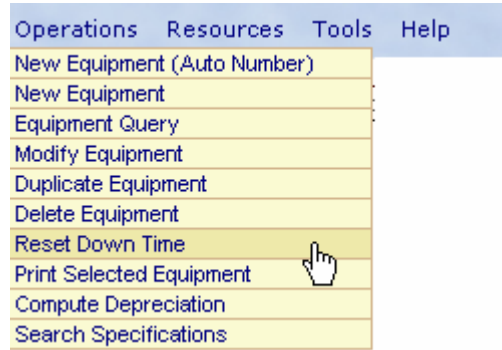 Operations Resources Tools Help
New Equipment (Auto Number)
New Equipment
Equipment Query
Modify Equipment
Duplicate Equipment
Delete Equipment
Reset Down Time
Print Selected Equipment
Compute Depreciation
Search Specifications